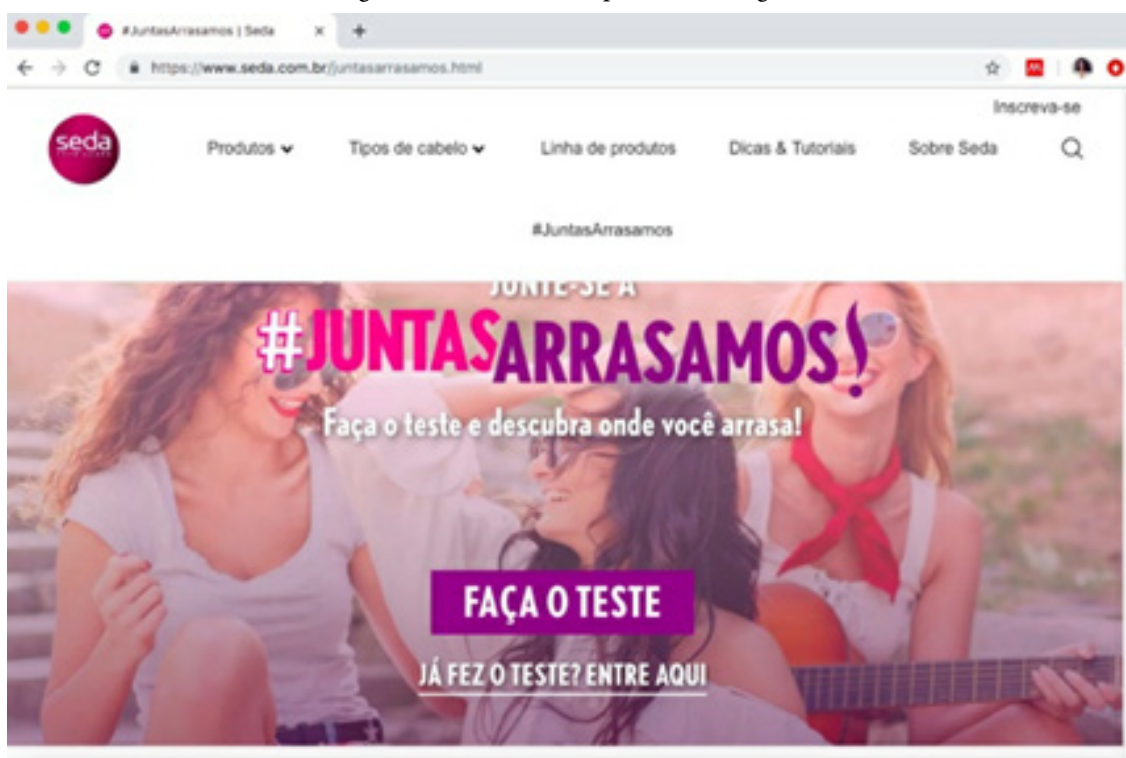 #JuntasArrasamos | Seda
https://www.seda.com.br/juntasarrasamos.html
Inscreva-se
seda
Produtos
Tipos de cabelo
Linha de produtos
Dicas & Tutoriais
Sobre Seda
#JuntasArrasamos
JUNTE-SE A
#JUNTASARRASAMOS!
Faça o teste e descubra onde você arrasa!
FAÇA O TESTE
JÁ FEZ O TESTE? ENTRE AQUI